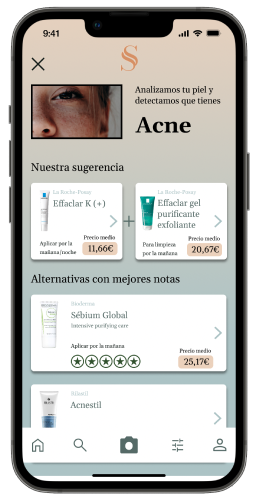 9:41
S
Analizamos tu piel y
detectamos que tienes
Acne
Nuestra sugerencia
La Roche-Posay
Effaclar K (+)
Aplicar por la
mañana/noche
Precio medio
11,66€
+
La Roche-Posay
Effaclar gel
purificante
exfoliante
Para limpieza
por la mañana
Precio medio
20,67€
Alternativas con mejores notas
Bioderma
Sébium Global
Intensive purifying care
Aplicar por la mañana
Precio medio
25,17€
Rilastil
Acnestil